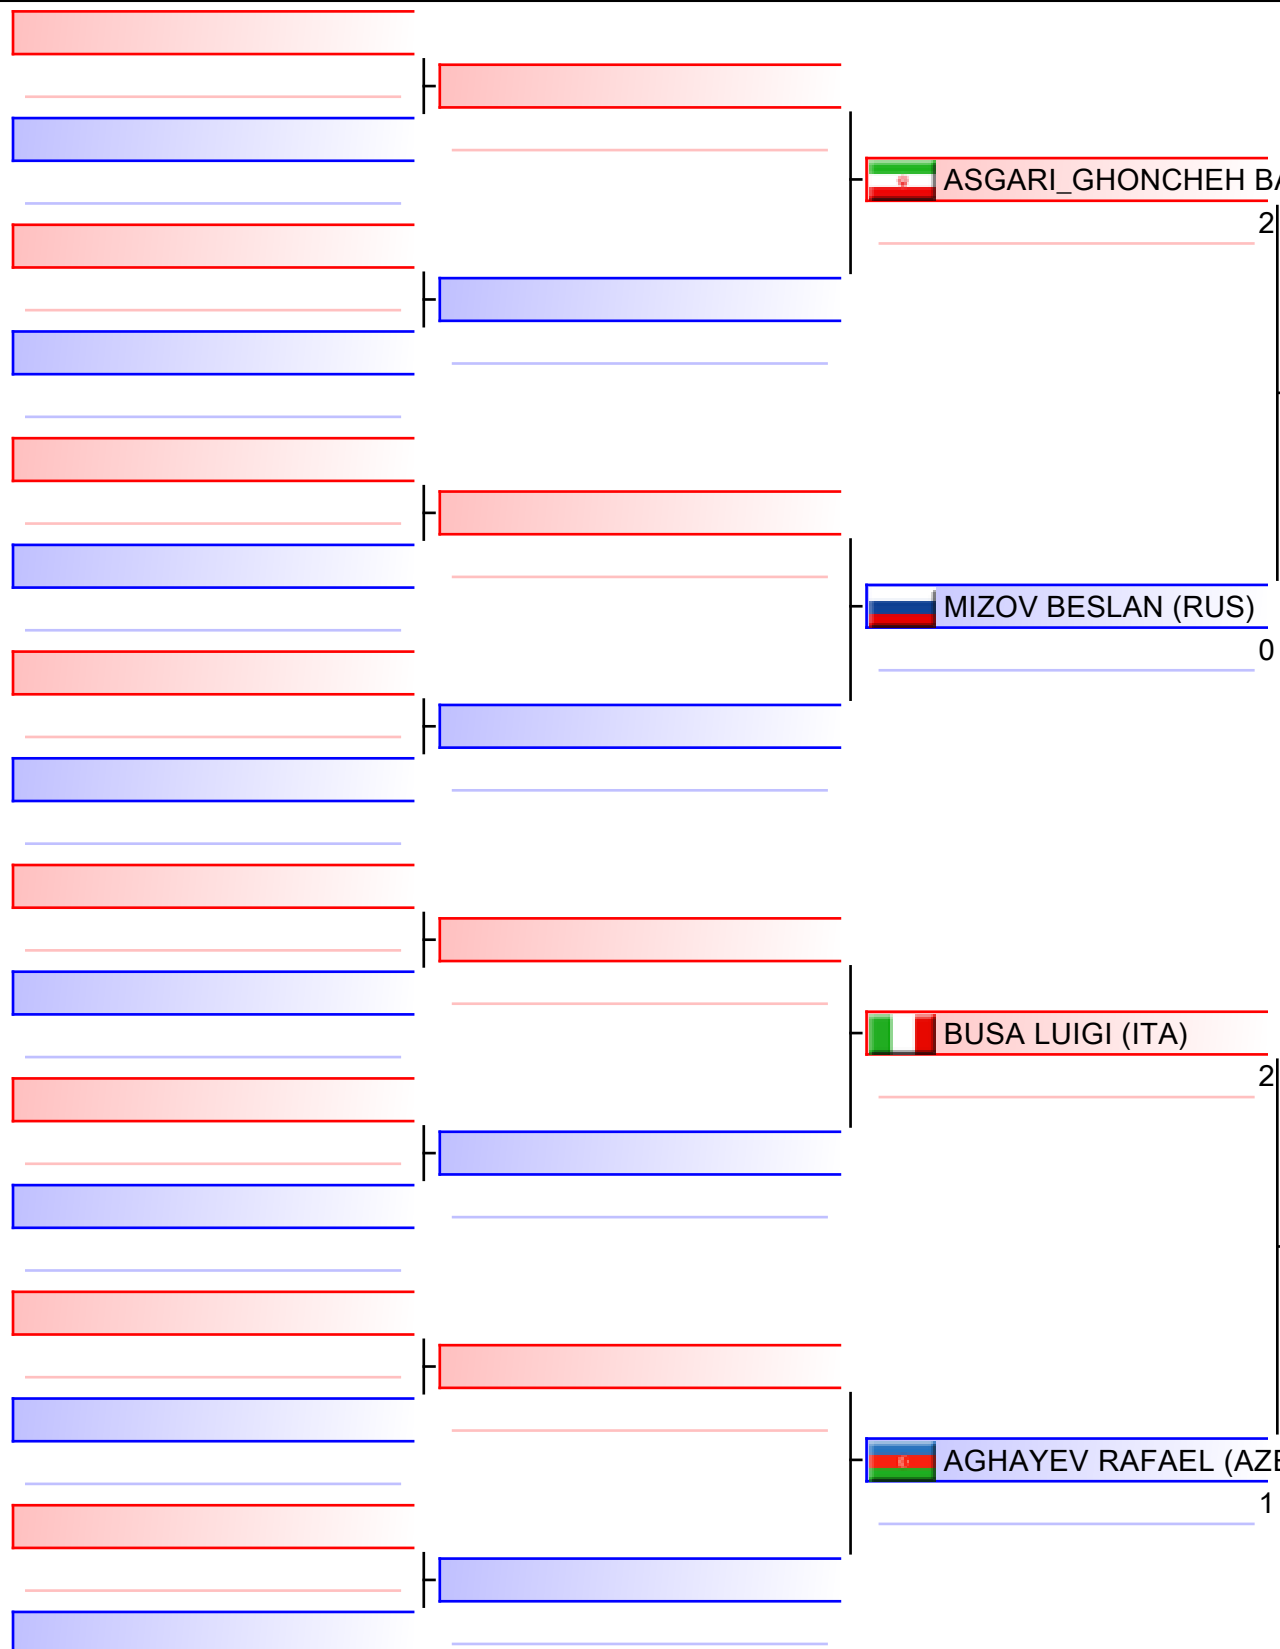 ASGARI_GHONCHEH BA
2
MIZOV BESLAN (RUS)
0
BUSA LUIGI (ITA)
2
AGHAYEV RAFAEL (AZE
1